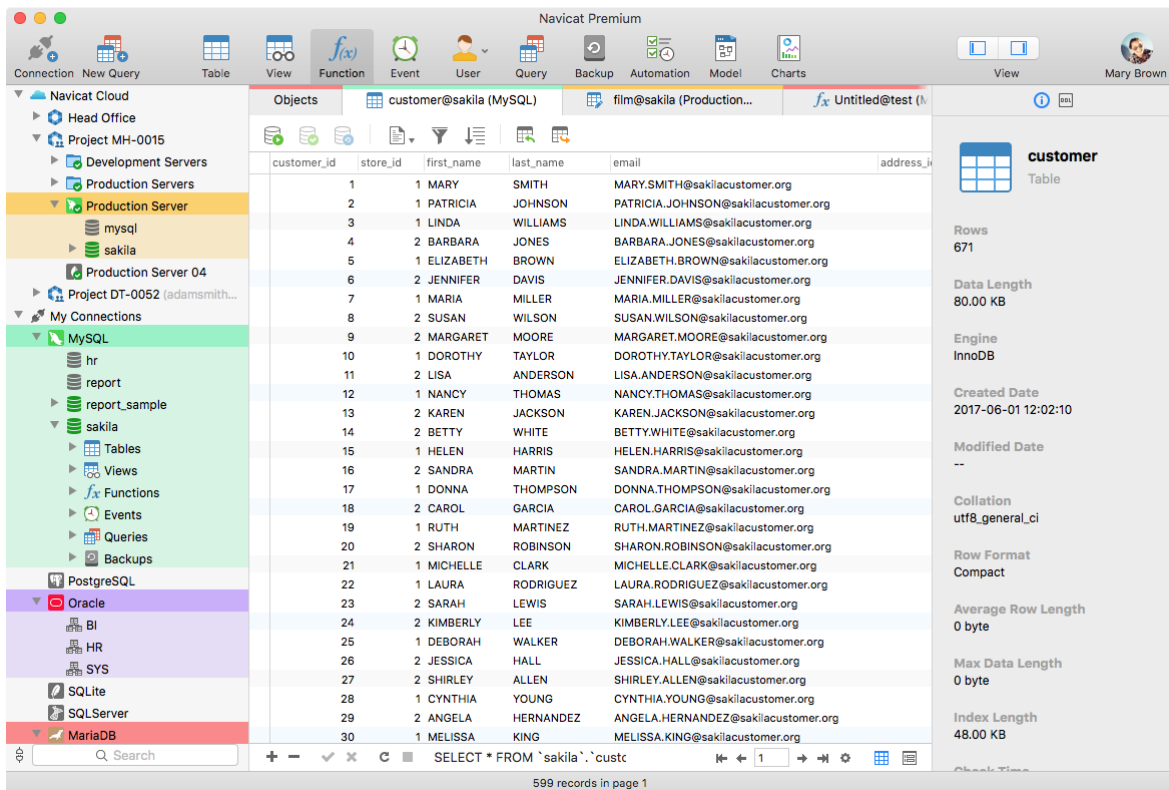 Navicat Premium
Connection New Query Table View Function Event User Query Backup Automation Model Charts View Mary Brown
Navicat Cloud
Head Office
Project MH-0015
Development Servers
Production Servers
Production Server
mysql
sakila
Production Server 04
Project DT-0052 (adamsmith...
My Connections
MySQL
hr
report
report_sample
sakila
Tables
Views
Functions
Events
Queries
Backups
PostgreSQL
Oracle
BI
HR
SYS
SQLite
SQLServer
MariaDB
Search
Objects customer@sakila (MySQL) film@sakila (Production... fx Untitled@test (M
customer_id store_id first_name last_name email address_i
1 1 MARY SMITH MARY.SMITH@sakilacustomer.org
2 1 PATRICIA JOHNSON PATRICIA.JOHNSON@sakilacustomer.org
3 1 LINDA WILLIAMS LINDA.WILLIAMS@sakilacustomer.org
4 2 BARBARA JONES BARBARA.JONES@sakilacustomer.org
5 1 ELIZABETH BROWN ELIZABETH.BROWN@sakilacustomer.org
6 2 JENNIFER DAVIS JENNIFER.DAVIS@sakilacustomer.org
7 1 MARIA MILLER MARIA.MILLER@sakilacustomer.org
8 2 SUSAN WILSON SUSAN.WILSON@sakilacustomer.org
9 2 MARGARET MOORE MARGARET.MOORE@sakilacustomer.org
10 1 DOROTHY TAYLOR DOROTHY.TAYLOR@sakilacustomer.org
11 2 LISA ANDERSON LISA.ANDERSON@sakilacustomer.org
12 1 NANCY THOMAS NANCY.THOMAS@sakilacustomer.org
13 2 KAREN JACKSON KAREN.JACKSON@sakilacustomer.org
14 2 BETTY WHITE BETTY.WHITE@sakilacustomer.org
15 1 HELEN HARRIS HELEN.HARRIS@sakilacustomer.org
16 2 SANDRA MARTIN SANDRA.MARTIN@sakilacustomer.org
17 1 DONNA THOMPSON DONNA.THOMPSON@sakilacustomer.org
18 2 CAROL GARCIA CAROL.GARCIA@sakilacustomer.org
19 1 RUTH MARTINEZ RUTH.MARTINEZ@sakilacustomer.org
20 2 SHARON ROBINSON SHARON.ROBINSON@sakilacustomer.org
21 1 MICHELLE CLARK MICHELLE.CLARK@sakilacustomer.org
22 1 LAURA RODRIGUEZ LAURA.RODRIGUEZ@sakilacustomer.org
23 2 SARAH LEWIS SARAH.LEWIS@sakilacustomer.org
24 2 KIMBERLY LEE KIMBERLY.LEE@sakilacustomer.org
25 1 DEBORAH WALKER DEBORAH.WALKER@sakilacustomer.org
26 2 JESSICA HALL JESSICA.HALL@sakilacustomer.org
27 2 SHIRLEY ALLEN SHIRLEY.ALLEN@sakilacustomer.org
28 1 CYNTHIA YOUNG CYNTHIA.YOUNG@sakilacustomer.org
29 2 ANGELA HERNANDEZ ANGELA.HERNANDEZ@sakilacustomer.org
30 1 MELISSA KING MELISSA.KING@sakilacustomer.org
SELECT * FROM `sakila`.`custc 1
599 records in page 1
DDL
customer
Table
Rows
671
Data Length
80.00 KB
Engine
InnoDB
Created Date
2017-06-01 12:02:10
Modified Date
--
Collation
utf8_general_ci
Row Format
Compact
Average Row Length
0 byte
Max Data Length
0 byte
Index Length
48.00 KB
Check Time